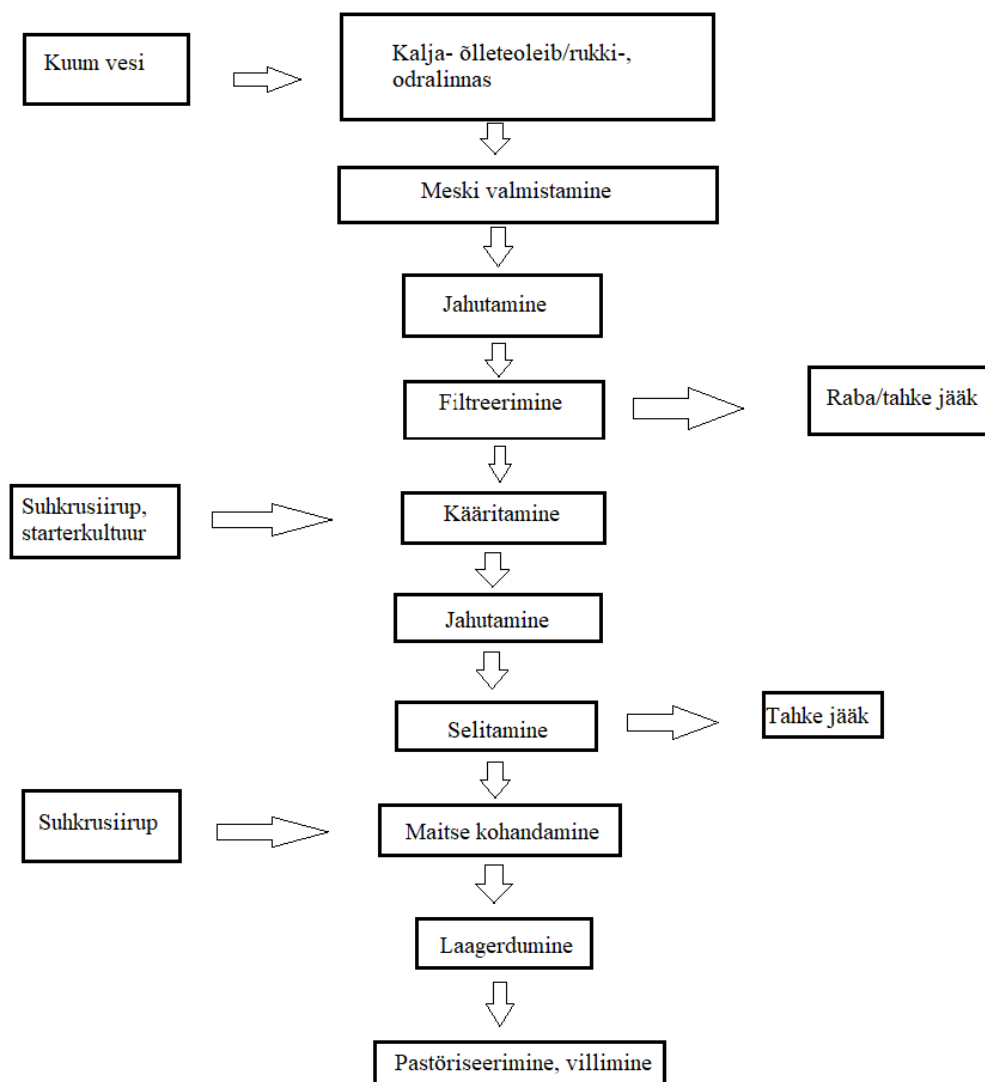 Kuum vesi
Kalja- õlleteoleib/rukki-,
odralinnas
Meski valmistamine
Jahutamine
Filtreerimine
Raba/tahke jääk
Suhkrusiirup,
starterkultuur
Kääritamine
Jahutamine
Selitamine
Tahke jääk
Suhkrusiirup
Maitse kohandamine
Laagerdumine
Pastöriseerimine, villimine